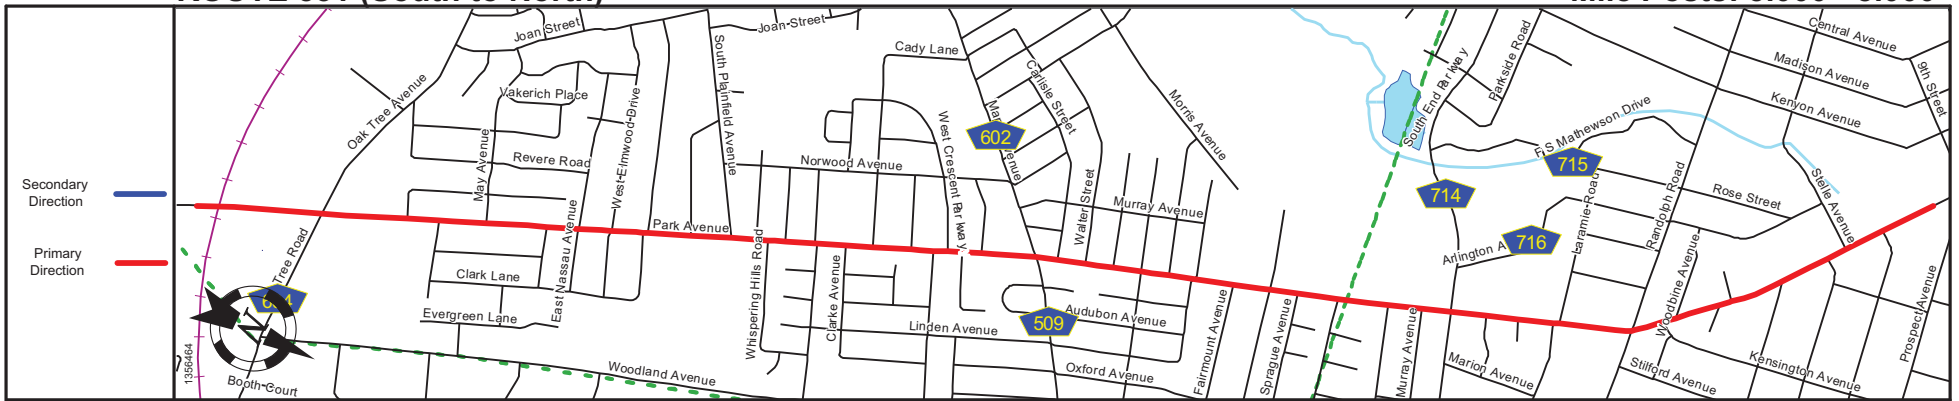 Secondary
Direction
Primary
Direction
Joan Street
Joan Street
Cady Lane
Oak Tree Avenue
Vakerich Place
South Plainfield Avenue
West Elmwood Drive
May Avenue
Revere Road
Norwood Avenue
West Crescent Parkway
Carlisle Street
602
Morris Avenue
Walter Street
Murray Avenue
Park Avenue
South End Parkway
Parkside Road
F S Mathewson Drive
715
714
716
Central Avenue
Madison Avenue
Kenyon Avenue
9th Street
Rose Street
Stelle Avenue
Laramie Road
Randolph Road
Arlington
Woodbine Avenue
Prospect Avenue
Tree Road
Clark Lane
East Nassau Avenue
Evergreen Lane
Whispering Hills Road
Clarke Avenue
Linden Avenue
509
Audubon Avenue
Oxford Avenue
Fairmount Avenue
Sprague Avenue
Murray Avenue
Marion Avenue
Stilford Avenue
Kensington Avenue
Woodland Avenue
Booth Court
1356464
N